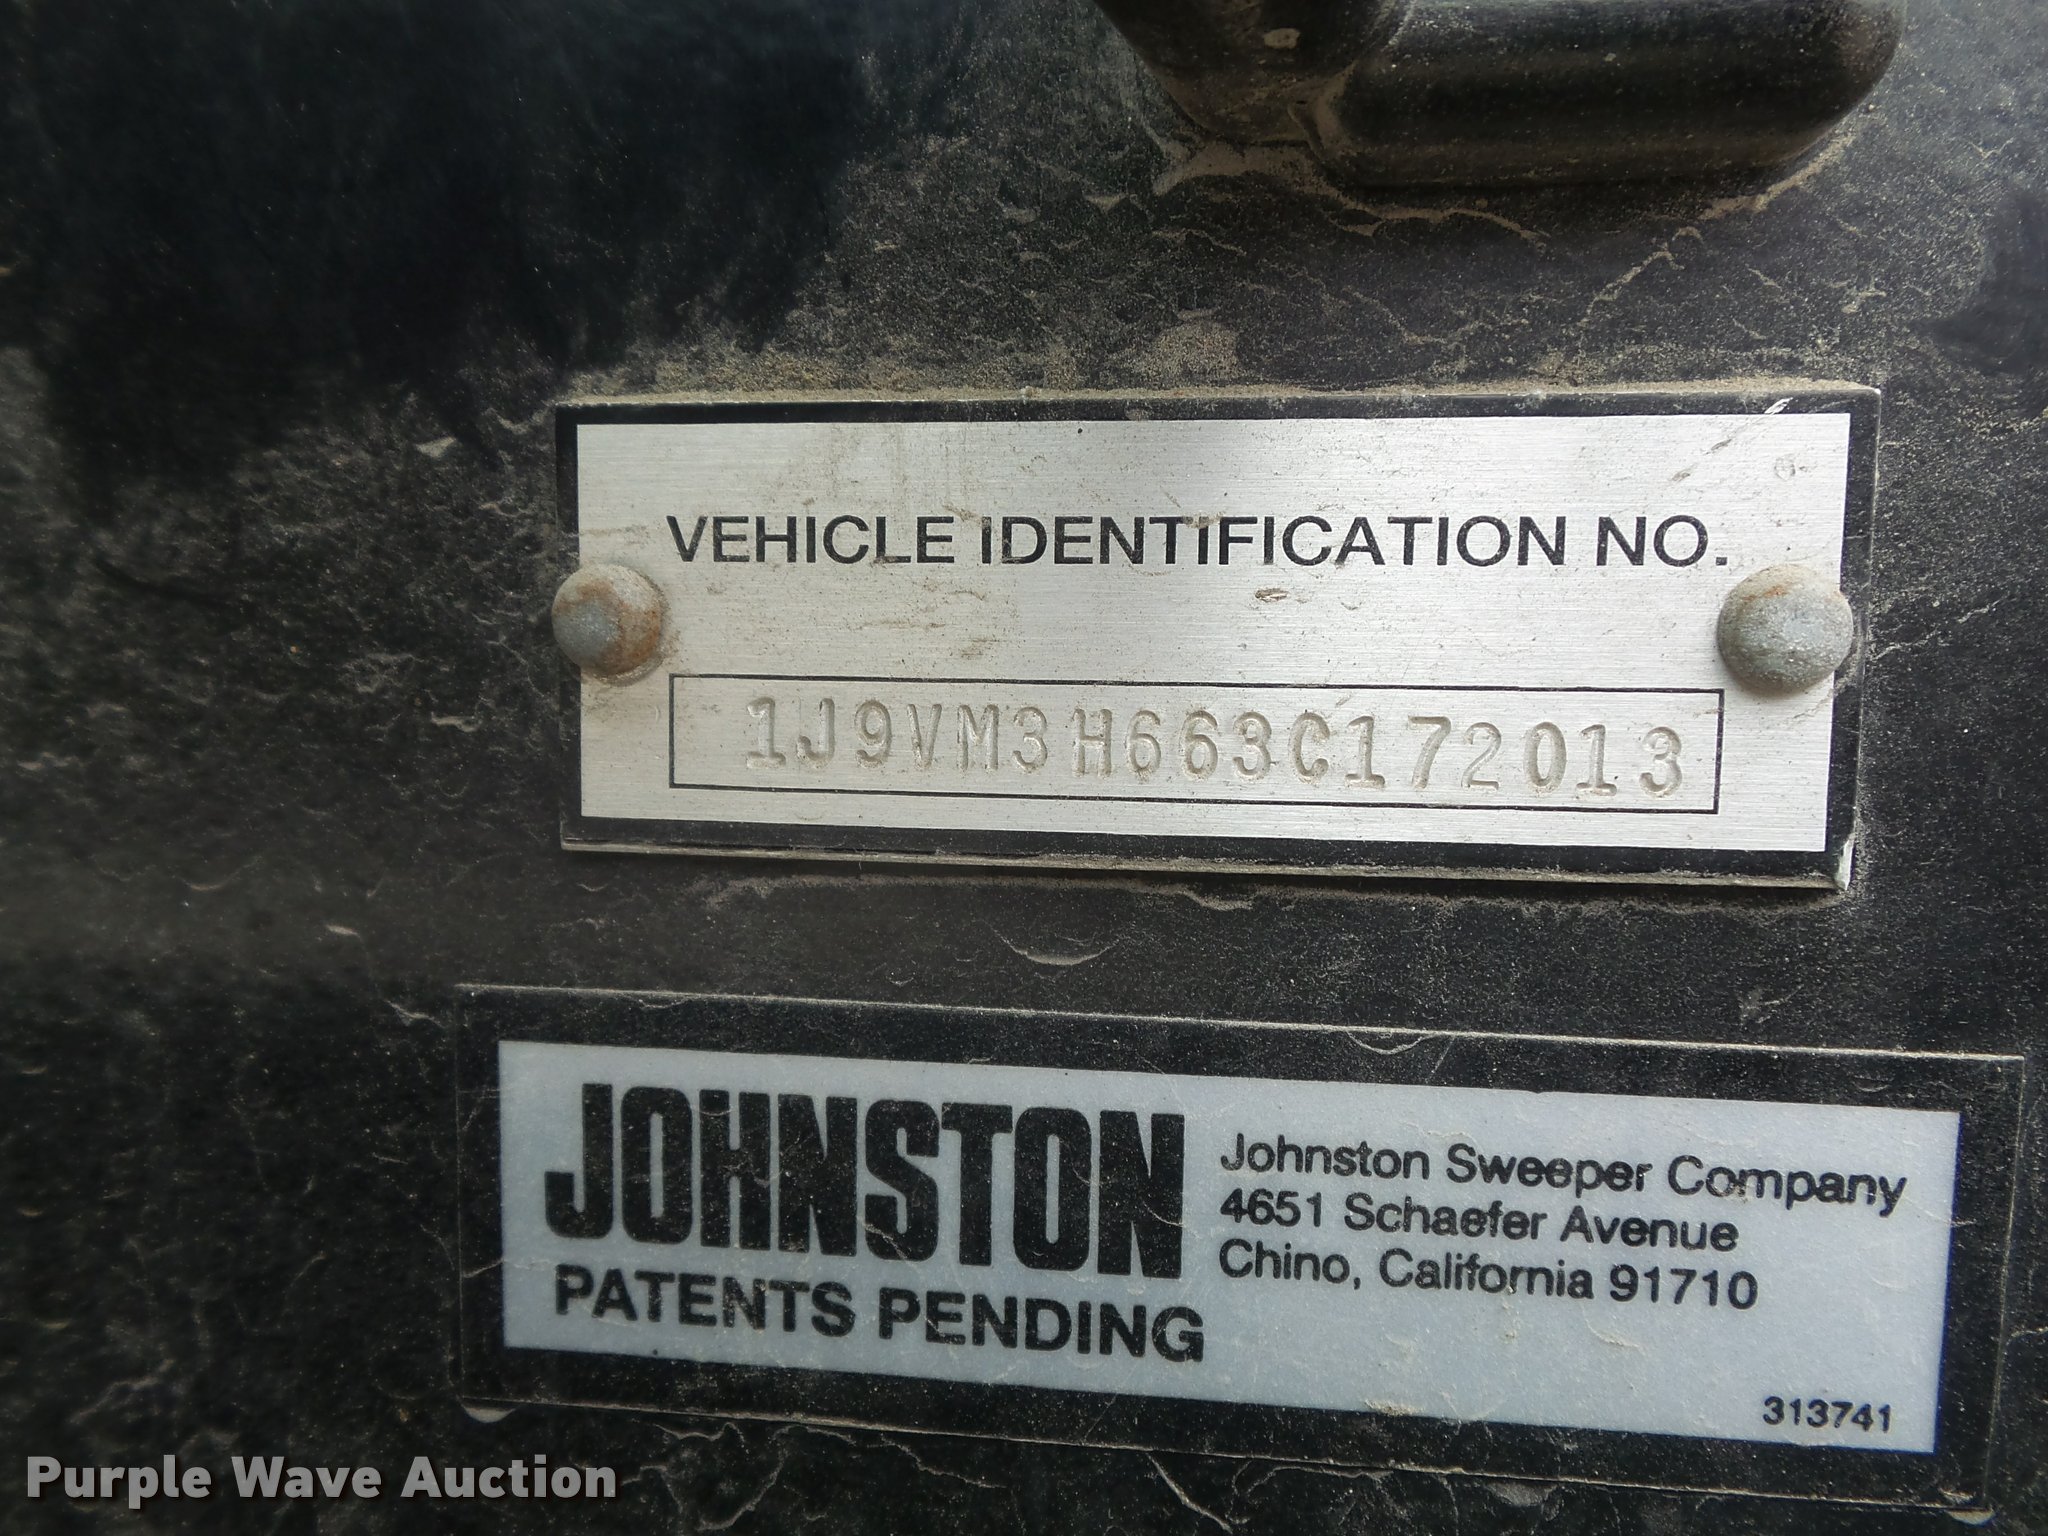 VEHICLE IDENTIFICATION NO.
1J9VM3H663C172013
JOHNSTON
PATENTS PENDING
Johnston Sweeper Company
4651 Schaefer Avenue
Chino, California 91710
313741
Purple Wave Auction